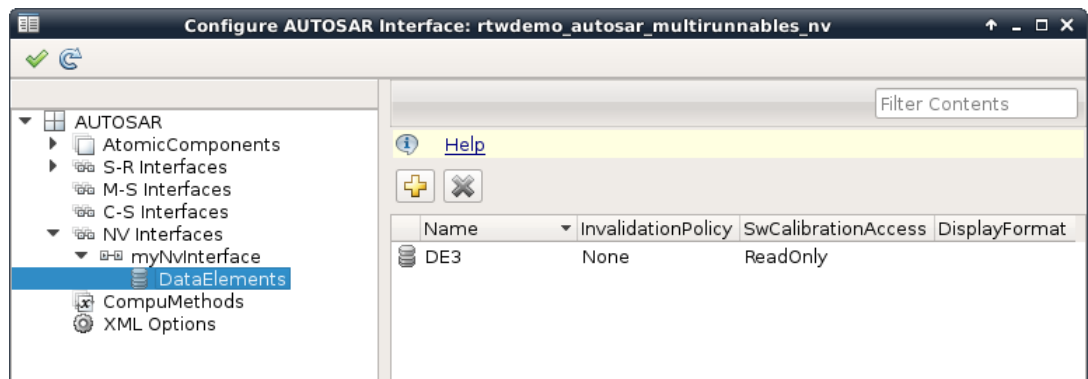 Configure AUTOSAR Interface: rtwdemo_autosar_multirunnables_nv
Filter Contents
AUTOSAR
AtomicComponents
S-R Interfaces
M-S Interfaces
C-S Interfaces
NV Interfaces
myNvInterface
DataElements
CompuMethods
XML Options
Help
Name InvalidationPolicy SwCalibrationAccess DisplayFormat
DE3 None ReadOnly